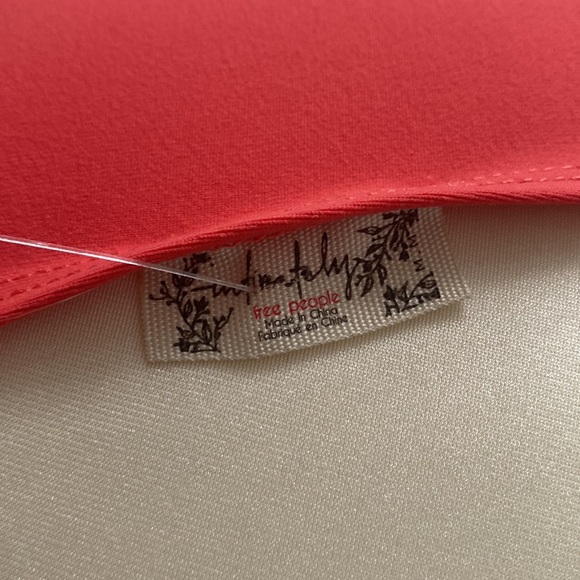 intimately
free people
Made in China
Fabriqué en Chine
M